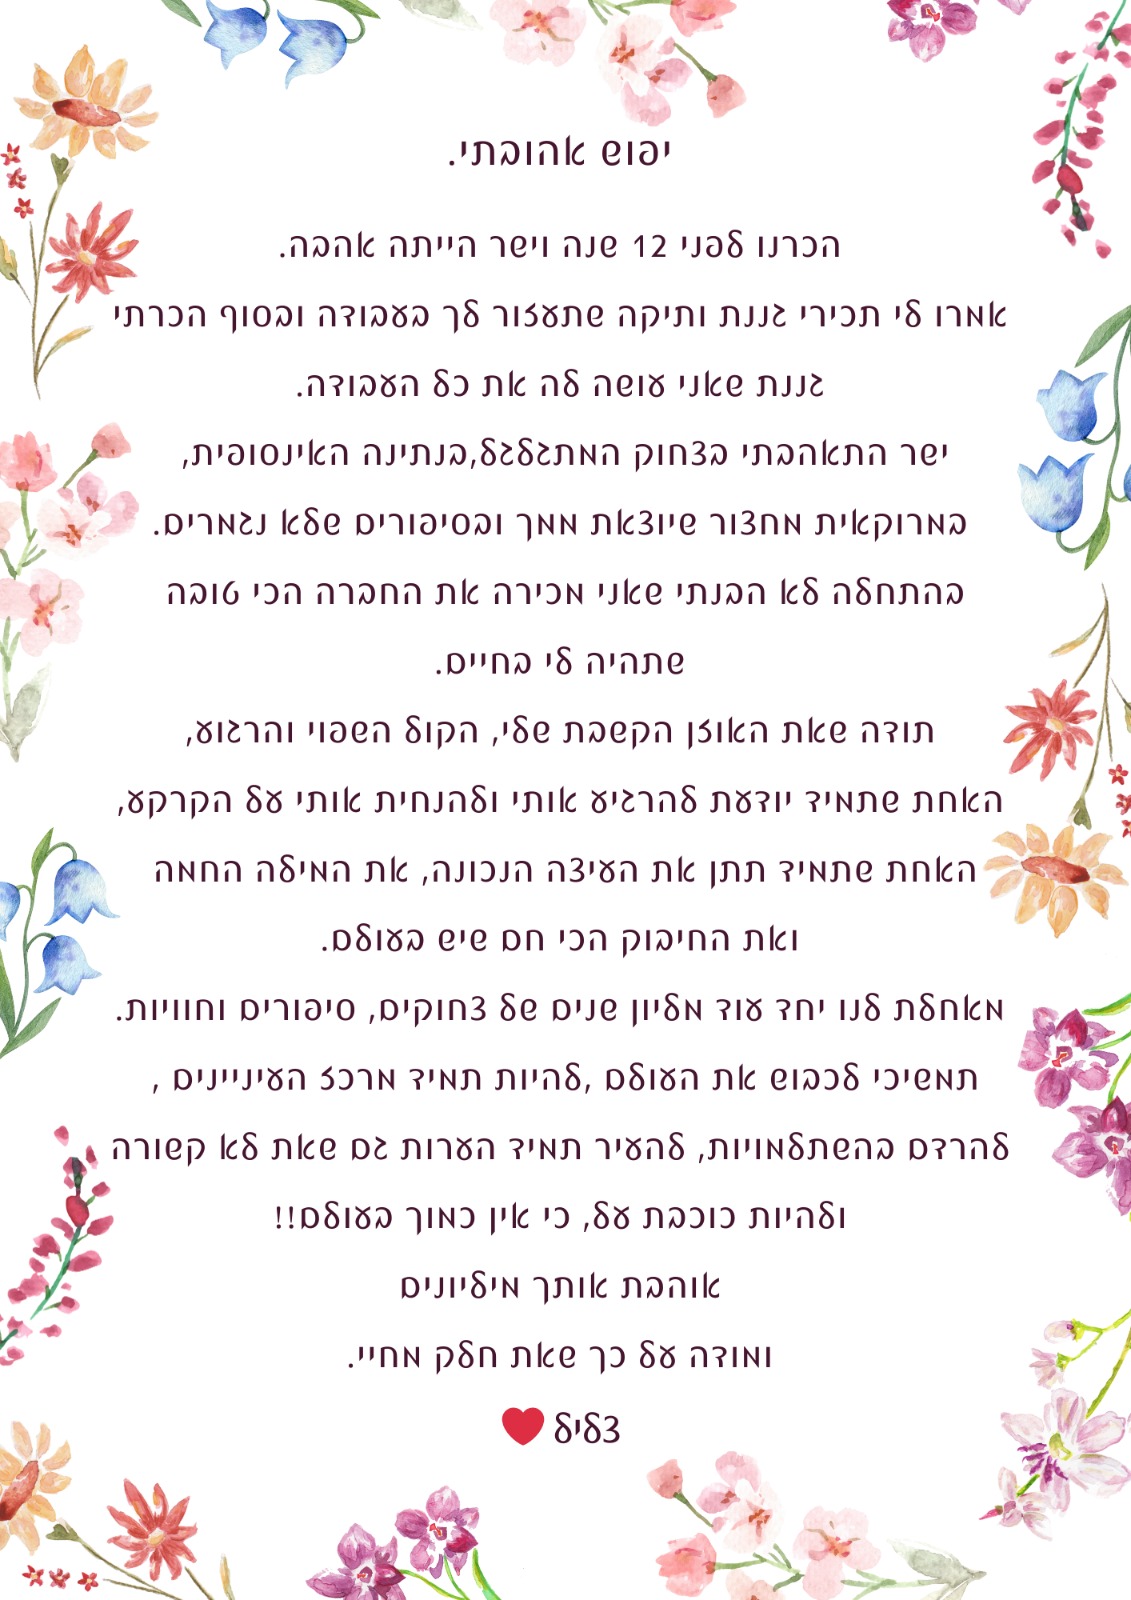 יפוש אהובתי.
הכרנו לפני 12 שנה וישר הייתה אהבה.
אמרו לי תכירי גננת ותיקה שתעזור לך בעבודה ובסוף הכרתי
גננת שאני עושה לה את כל העבודה.
ישר התאהבתי בצחוק המתגלגל,בנתינה האינסופית,
במרוקאית מחצור שיוצאת ממך ובסיפורים שלא נגמרים.
בהתחלה לא הבנתי שאני מכירה את החברה הכי טובה
שתהיה לי בחיים.
תודה שאת האוזן הקשבת שלי, הקול השפוי והרגוע,
האחת שתמיד יודעת להרגיע אותי ולהנחית אותי על הקרקע,
האחת שתמיד תתן את העיצה הנכונה, את המילה החמה
ואת החיבוק הכי חם שיש בעולם.
מאחלת לנו יחד עוד מליון שנים של צחוקים, סיפורים וחוויות.
תמשיכי לכבוש את העולם ,להיות תמיד מרכז העיניינים ,
להרדם בהשתלמויות, להעיר תמיד הערות גם שאת לא קשורה
ולהיות כוכבת על, כי אין כמוך בעולם!!
אוהבת אותך מיליונים
ומודה על כך שאת חלק מחיי.
צליל ❤